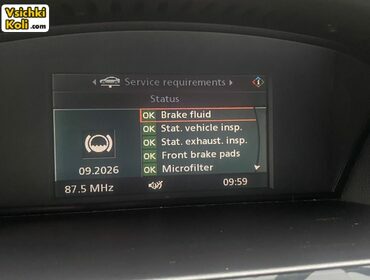 Vsichki
Koli.com
Service requirements
Status
OK Brake fluid
OK Stat. vehicle insp.
OK Stat. exhaust. insp.
OK Front brake pads
OK Microfilter
09.2026
87.5 MHz
09:59